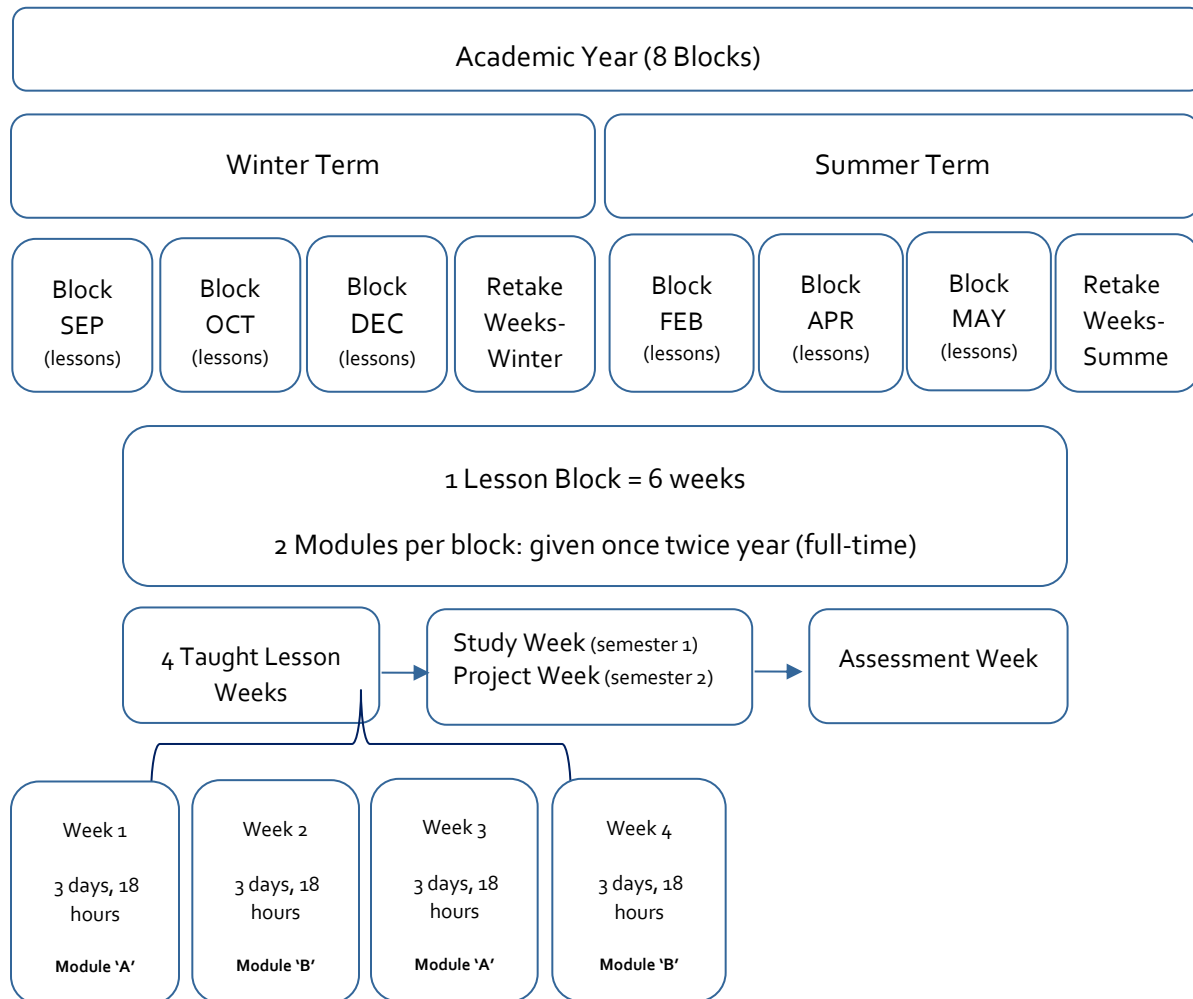 Academic Year (8 Blocks)
Winter Term
Summer Term
Block
SEP
(lessons)
Block
OCT
(lessons)
Block
DEC
(lessons)
Retake
Weeks-
Winter
Block
FEB
(lessons)
Block
APR
(lessons)
Block
MAY
(lessons)
Retake
Weeks-
Summe
1 Lesson Block = 6 weeks
2 Modules per block: given once twice year (full-time)
4 Taught Lesson
Weeks
Study Week (semester 1)
Project Week (semester 2)
Assessment Week
Week 1
3 days, 18
hours
Module ‘A’
Week 2
3 days, 18
hours
Module ‘B’
Week 3
3 days, 18
hours
Module ‘A’
Week 4
3 days, 18
hours
Module ‘B’